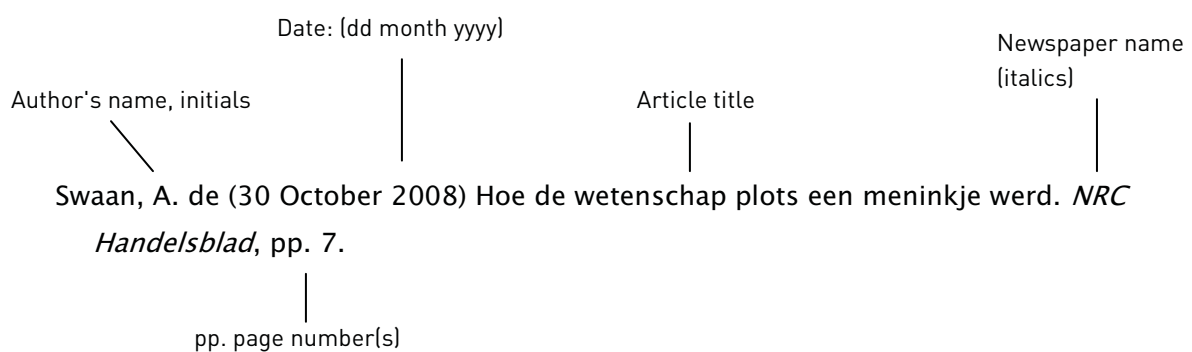 Date: (dd month yyyy)
Newspaper name
(italics)
Author's name, initials
Article title
Swaan, A. de (30 October 2008) Hoe de wetenschap plots een meninkje werd. NRC
Handelsblad, pp. 7.
pp. page number(s)